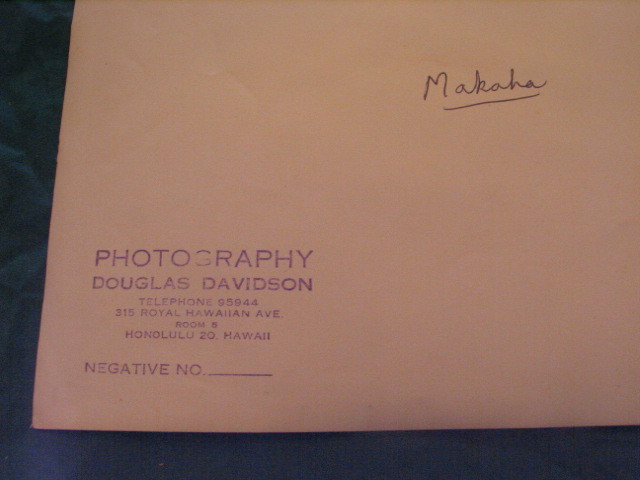 Makaha
PHOTOGRAPHY
DOUGLAS DAVIDSON
TELEPHONE 95944
315 ROYAL HAWAIIAN AVE.
ROOM 5
HONOLULU 20, HAWAII
NEGATIVE NO.